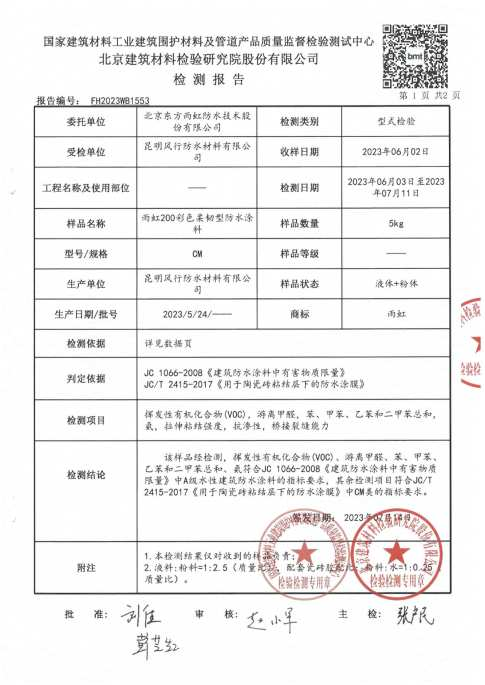 国家建筑材料工业建筑围护材料及管道产品质量监督检验测试中心
北京建筑材料检验研究院股份有限公司
检 测 报 告
bmt
第 1 页 共2 页
报告编号： FH2023WB1553
委托单位 北京东方雨虹防水技术股份有限公司 检测类别 型式检验
受检单位 昆明风行防水材料有限公司 收样日期 2023年06月02日
工程名称及使用部位 —— 检测日期 2023年06月03日至2023年07月11日
样品名称 雨虹200彩色柔韧型防水涂料 样品数量 5kg
型号/规格 CM 样品等级 ——
生产单位 昆明风行防水材料有限公司 样品状态 液体+粉体
生产日期/批号 2023/5/24/—— 商标 雨虹
检测依据 详见数据页
判定依据 JC 1066-2008《建筑防水涂料中有害物质限量》
JC/T 2415-2017《用于陶瓷砖粘结层下的防水涂膜》
检测项目 挥发性有机化合物(VOC)，游离甲醛，苯、甲苯、乙苯和二甲苯总和，
氨，拉伸粘结强度，抗渗性，桥接裂缝能力
该样品经检测，挥发性有机化合物(VOC)、游离甲醛、苯、甲苯、
检测结论 乙苯和二甲苯总和、氨符合JC 1066-2008《建筑防水涂料中有害物质
限量》中A级水性建筑防水涂料的指标要求，其余检测项目符合JC/T
2415-2017《用于陶瓷砖粘结层下的防水涂膜》中CM类的指标要求。
签发日期： 2023年07月14日
附注 1.本检测结果仅对收到的样品负责；
2.液料:粉料=1:2.5（质量比），配套瓷砖胶配比：粉料:水=1:0.25
质量比）。
检验检测专用章
检验检测专用章
批 准： 刘佳 审 核： 赵小军 主 检：